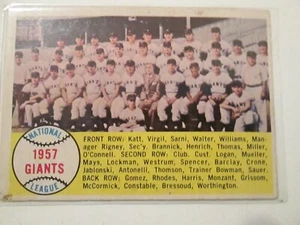 NATIONAL
1957
GIANTS
LEAGUE
FRONT ROW: Katt, Virgil, Sarni, Walter, Williams, Man-
ager Rigney, Sec'y. Brannick, Henrich, Thomas, Miller,
O'Connell. SECOND ROW: Club. Cust. Logan, Mueller,
Mays, Lockman, Westrum, Spencer, Barclay, Crone,
Jablonski, Antonelli, Thomson, Trainer Bowman, Sauer.
BACK ROW: Gomez, Rhodes, Harris, Monzant, Grissom,
McCormick, Constable, Bressoud, Worthington.